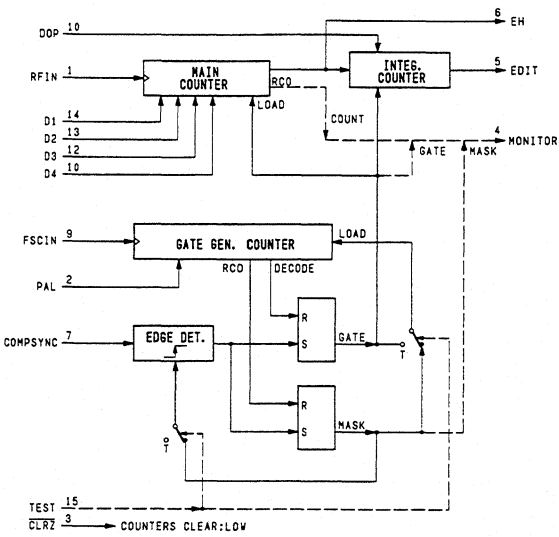 6 EH
DOP 10
RFIN 1
MAIN COUNTER
RCO
LOAD
INTEG. COUNTER
5 EDIT
D1 14
D2 13
D3 12
D4 10
COUNT
4 MONITOR
GATE
MASK
FSCIN 9
GATE GEN. COUNTER
LOAD
RCO
DECODE
PAL 2
COMPSYNC 7
EDGE DET.
R
S
GATE
T
R
S
MASK
T
TEST 15
CLRZ 3
COUNTERS CLEAR:LOW